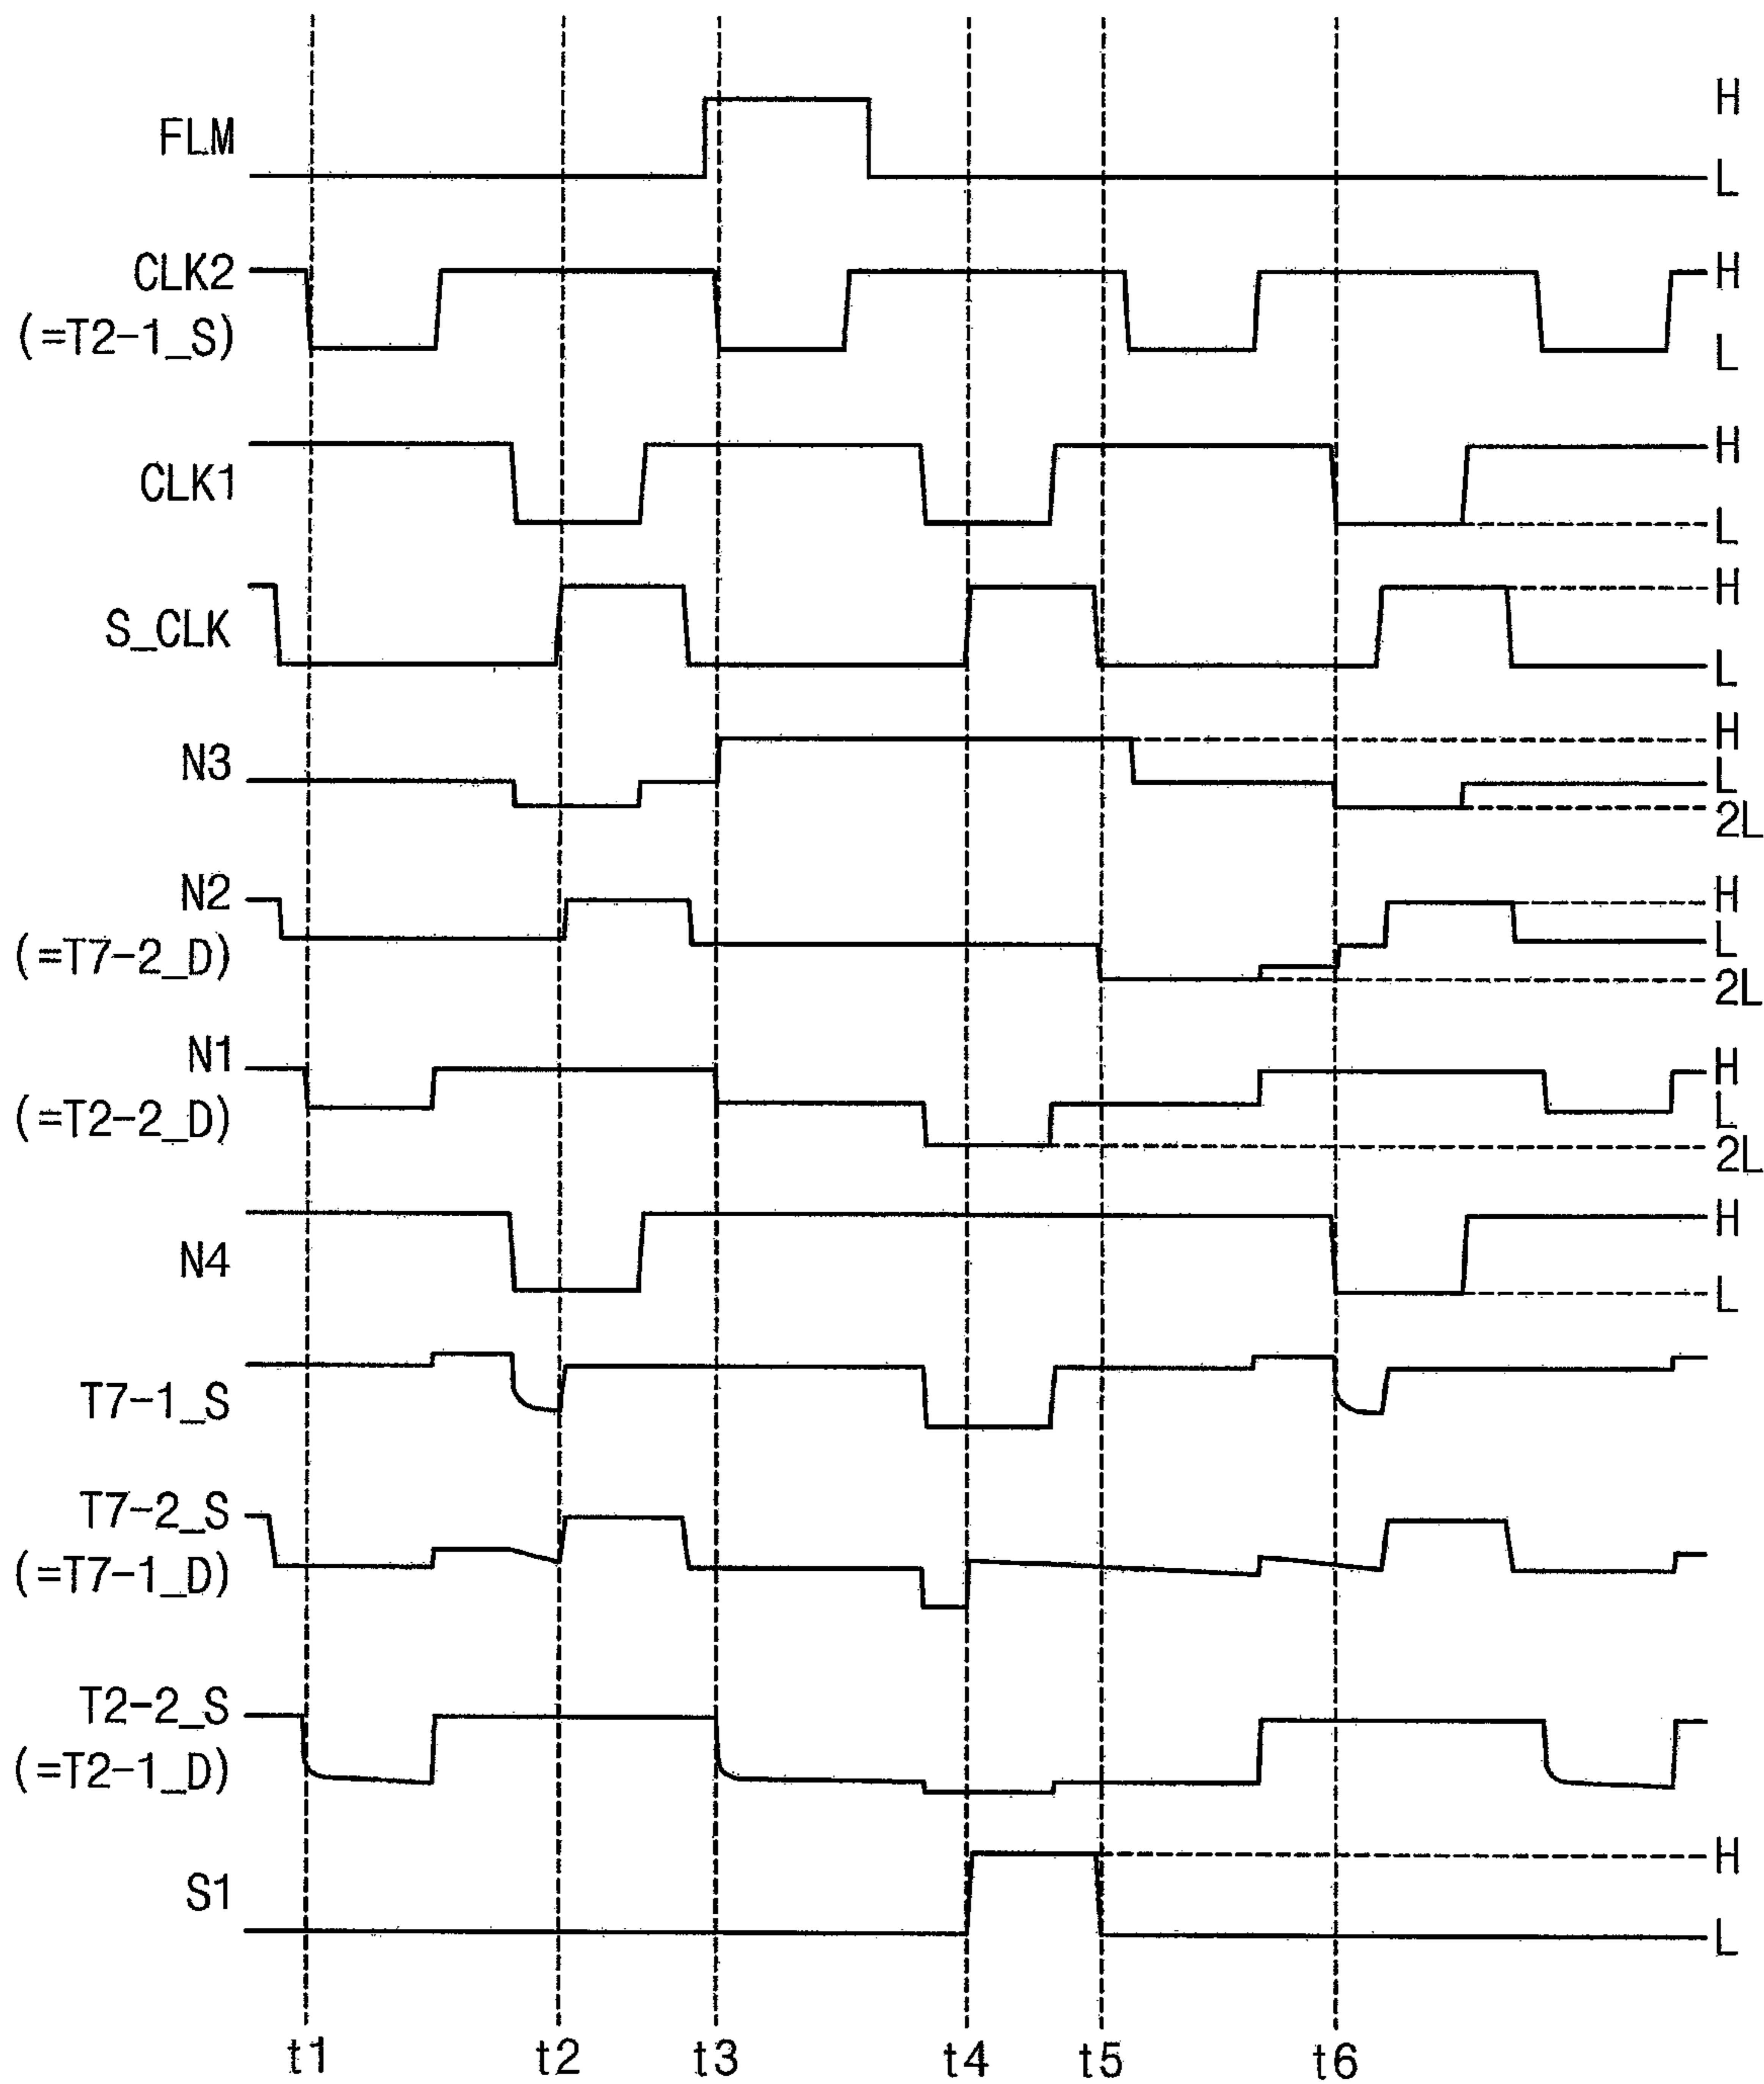 FLM
H
L
CLK2
(=T2-1_S)
H
L
CLK1
H
L
S_CLK
H
L
N3
H
L
2L
N2
(=T7-2_D)
H
L
2L
N1
(=T2-2_D)
H
L
2L
N4
H
L
T7-1_S
T7-2_S
(=T7-1_D)
T2-2_S
(=T2-1_D)
S1
H
L
t1 t2 t3 t4 t5 t6